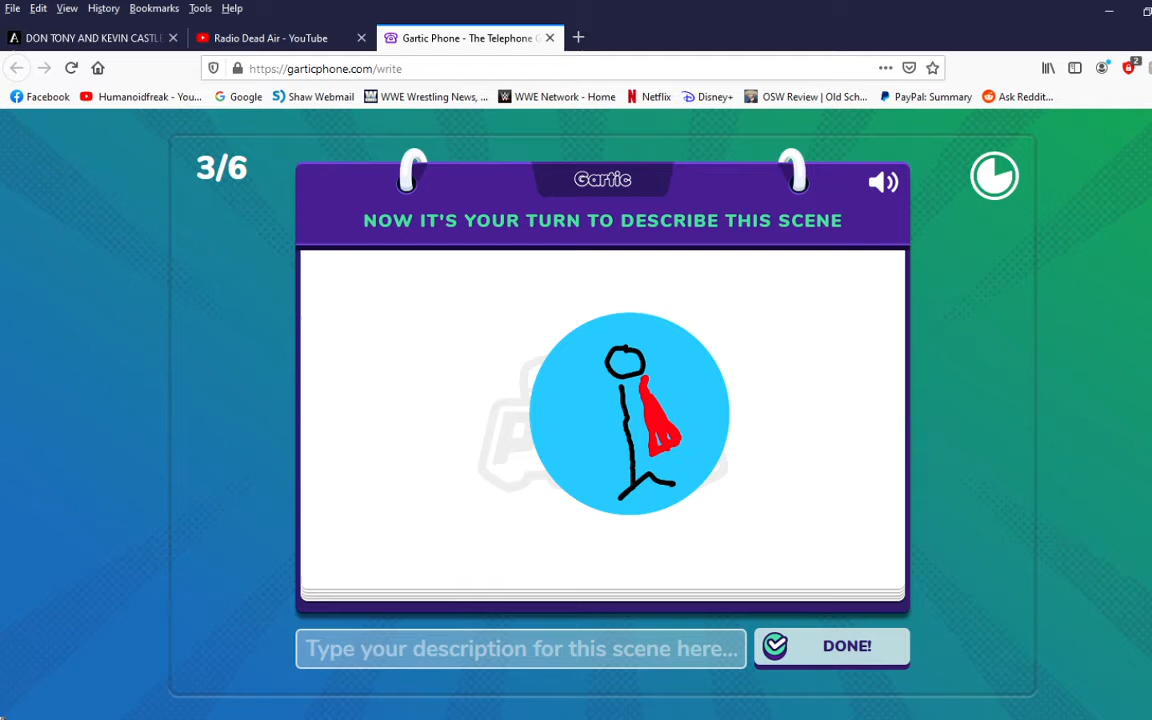 File Edit View History Bookmarks Tools Help
DON TONY AND KEVIN CASTLE Radio Dead Air - YouTube Gartic Phone - The Telephone G
https://garticphone.com/write
Facebook Humanoidfreak - You... Google Shaw Webmail WWE Wrestling News, ... WWE Network - Home Netflix Disney+ OSW Review | Old Sch... PayPal: Summary Ask Reddit... 2
3/6
Gartic
NOW IT'S YOUR TURN TO DESCRIBE THIS SCENE
Type your description for this scene here...
DONE!